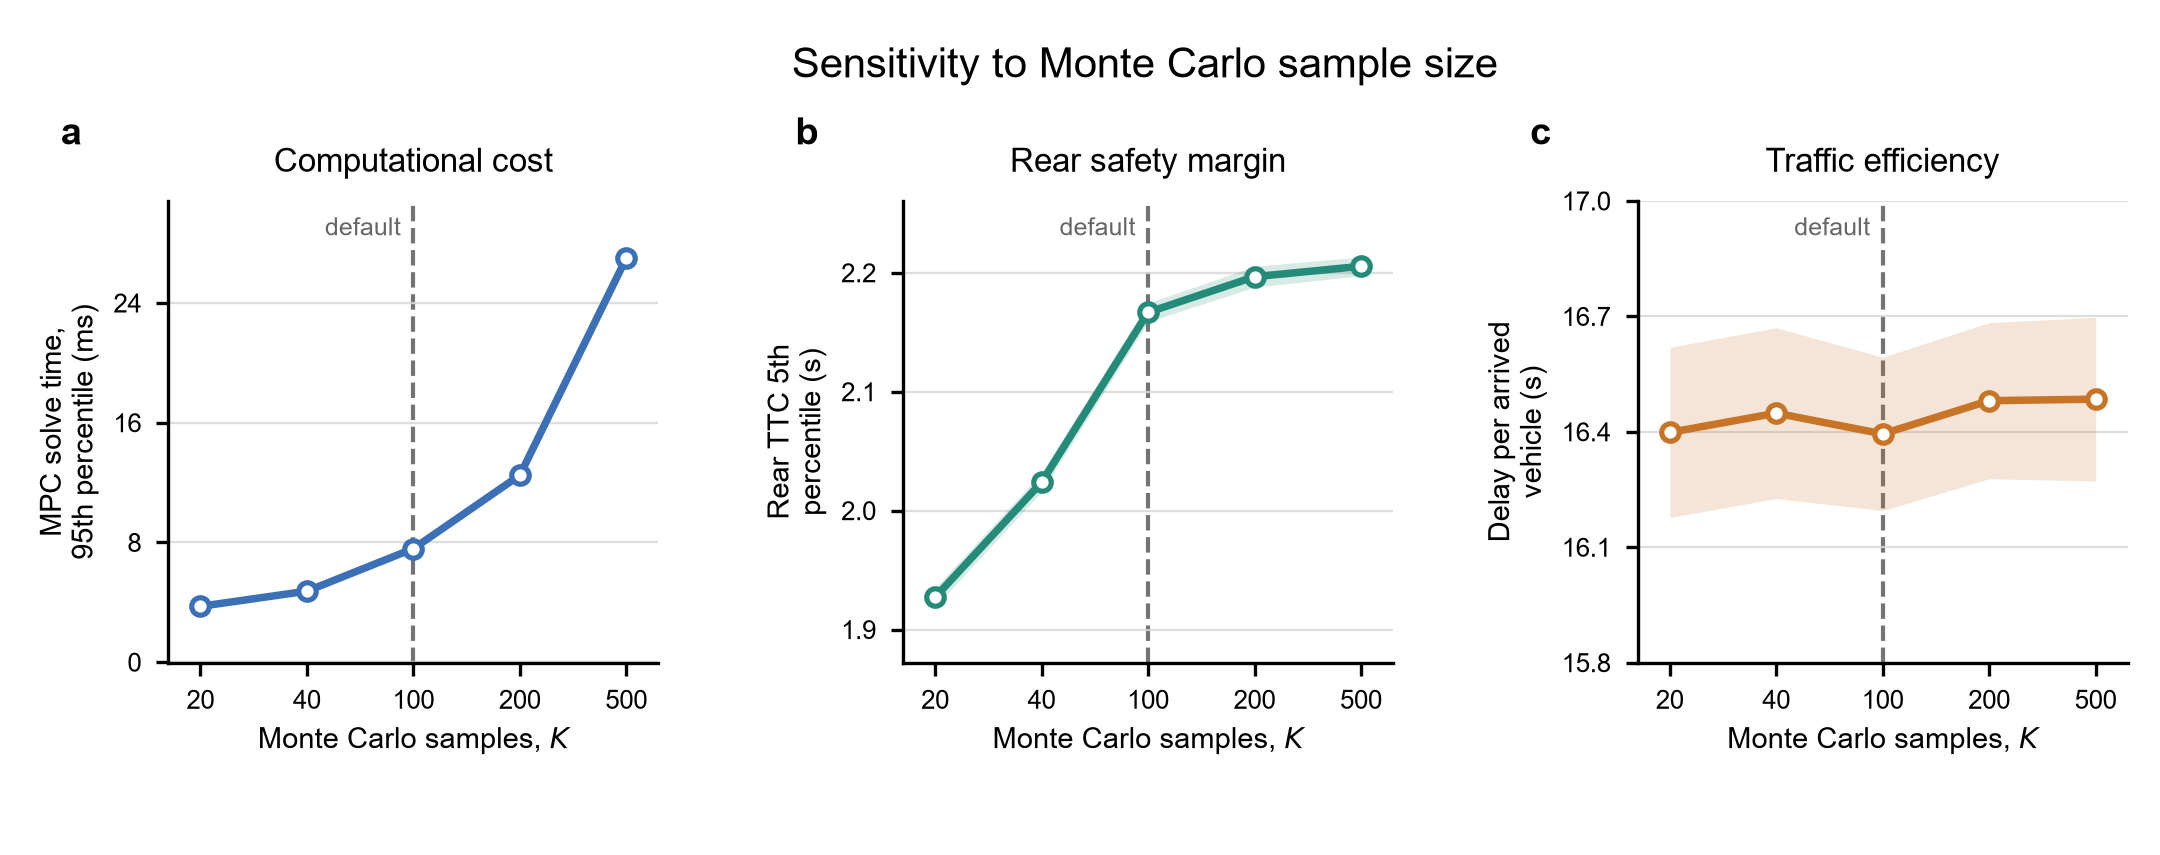 Sensitivity to Monte Carlo sample size
a
Computational cost
default
MPC solve time,
95th percentile (ms)
24
16
8
0
20 40 100 200 500
Monte Carlo samples, K
b
Rear safety margin
default
Rear TTC 5th
percentile (s)
2.2
2.1
2.0
1.9
20 40 100 200 500
Monte Carlo samples, K
c
Traffic efficiency
default
Delay per arrived
vehicle (s)
17.0
16.7
16.4
16.1
15.8
20 40 100 200 500
Monte Carlo samples, K